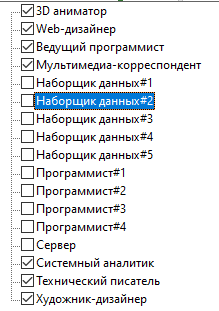 3D аниматор
Web-дизайнер
Ведущий программист
Мультимедиа-корреспондент
Наборщик данных#1
Наборщик данных#2
Наборщик данных#3
Наборщик данных#4
Наборщик данных#5
Программист#1
Программист#2
Программист#3
Программист#4
Сервер
Системный аналитик
Технический писатель
Художник-дизайнер